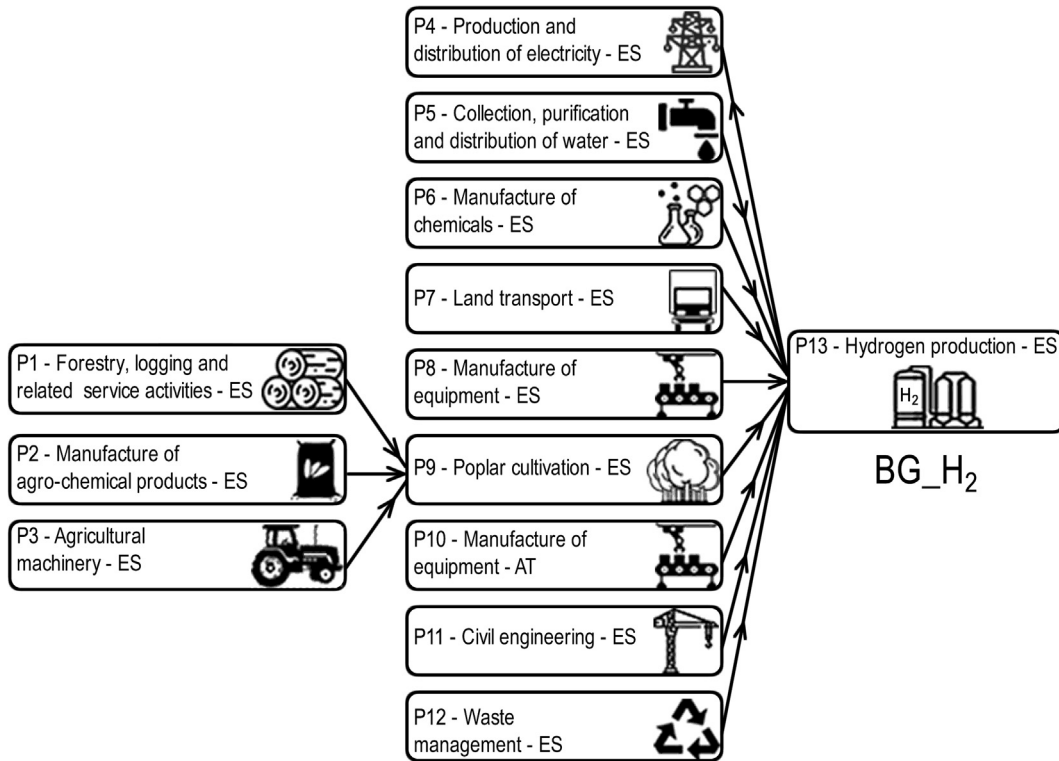 P4 - Production and
distribution of electricity - ES
P5 - Collection, purification
and distribution of water - ES
P6 - Manufacture of
chemicals - ES
P7 - Land transport - ES
P13 - Hydrogen production - ES
H2
BG_H2
P1 - Forestry, logging and
related service activities - ES
P8 - Manufacture of
equipment - ES
P2 - Manufacture of
agro-chemical products - ES
P9 - Poplar cultivation - ES
P3 - Agricultural
machinery - ES
P10 - Manufacture of
equipment - AT
P11 - Civil engineering - ES
P12 - Waste
management - ES